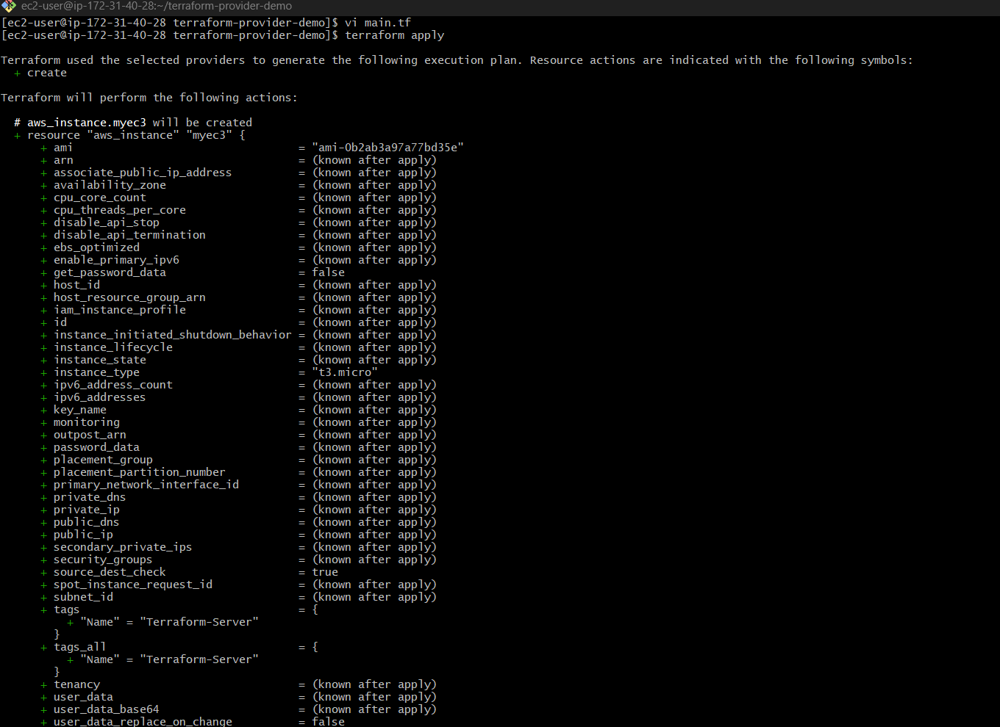 ec2-user@ip-172-31-40-28:~/terraform-provider-demo
[ec2-user@ip-172-31-40-28 terraform-provider-demo]$ vi main.tf
[ec2-user@ip-172-31-40-28 terraform-provider-demo]$ terraform apply
Terraform used the selected providers to generate the following execution plan. Resource actions are indicated with the following symbols:
  + create
Terraform will perform the following actions:
  # aws_instance.myec3 will be created
  + resource "aws_instance" "myec3" {
      + ami                                  = "ami-0b2ab3a97a77bd35e"
      + arn                                  = (known after apply)
      + associate_public_ip_address          = (known after apply)
      + availability_zone                    = (known after apply)
      + cpu_core_count                       = (known after apply)
      + cpu_threads_per_core                 = (known after apply)
      + disable_api_stop                     = (known after apply)
      + disable_api_termination              = (known after apply)
      + ebs_optimized                        = (known after apply)
      + enable_primary_ipv6                  = (known after apply)
      + get_password_data                    = false
      + host_id                              = (known after apply)
      + host_resource_group_arn              = (known after apply)
      + iam_instance_profile                 = (known after apply)
      + id                                   = (known after apply)
      + instance_initiated_shutdown_behavior = (known after apply)
      + instance_lifecycle                   = (known after apply)
      + instance_state                       = (known after apply)
      + instance_type                        = "t3.micro"
      + ipv6_address_count                   = (known after apply)
      + ipv6_addresses                       = (known after apply)
      + key_name                             = (known after apply)
      + monitoring                           = (known after apply)
      + outpost_arn                          = (known after apply)
      + password_data                        = (known after apply)
      + placement_group                      = (known after apply)
      + placement_partition_number           = (known after apply)
      + primary_network_interface_id         = (known after apply)
      + private_dns                          = (known after apply)
      + private_ip                           = (known after apply)
      + public_dns                           = (known after apply)
      + public_ip                            = (known after apply)
      + secondary_private_ips                = (known after apply)
      + security_groups                      = (known after apply)
      + source_dest_check                    = true
      + spot_instance_request_id             = (known after apply)
      + subnet_id                            = (known after apply)
      + tags                                 = {
          + "Name" = "Terraform-Server"
        }
      + tags_all                             = {
          + "Name" = "Terraform-Server"
        }
      + tenancy                              = (known after apply)
      + user_data                            = (known after apply)
      + user_data_base64                     = (known after apply)
      + user_data_replace_on_change          = false